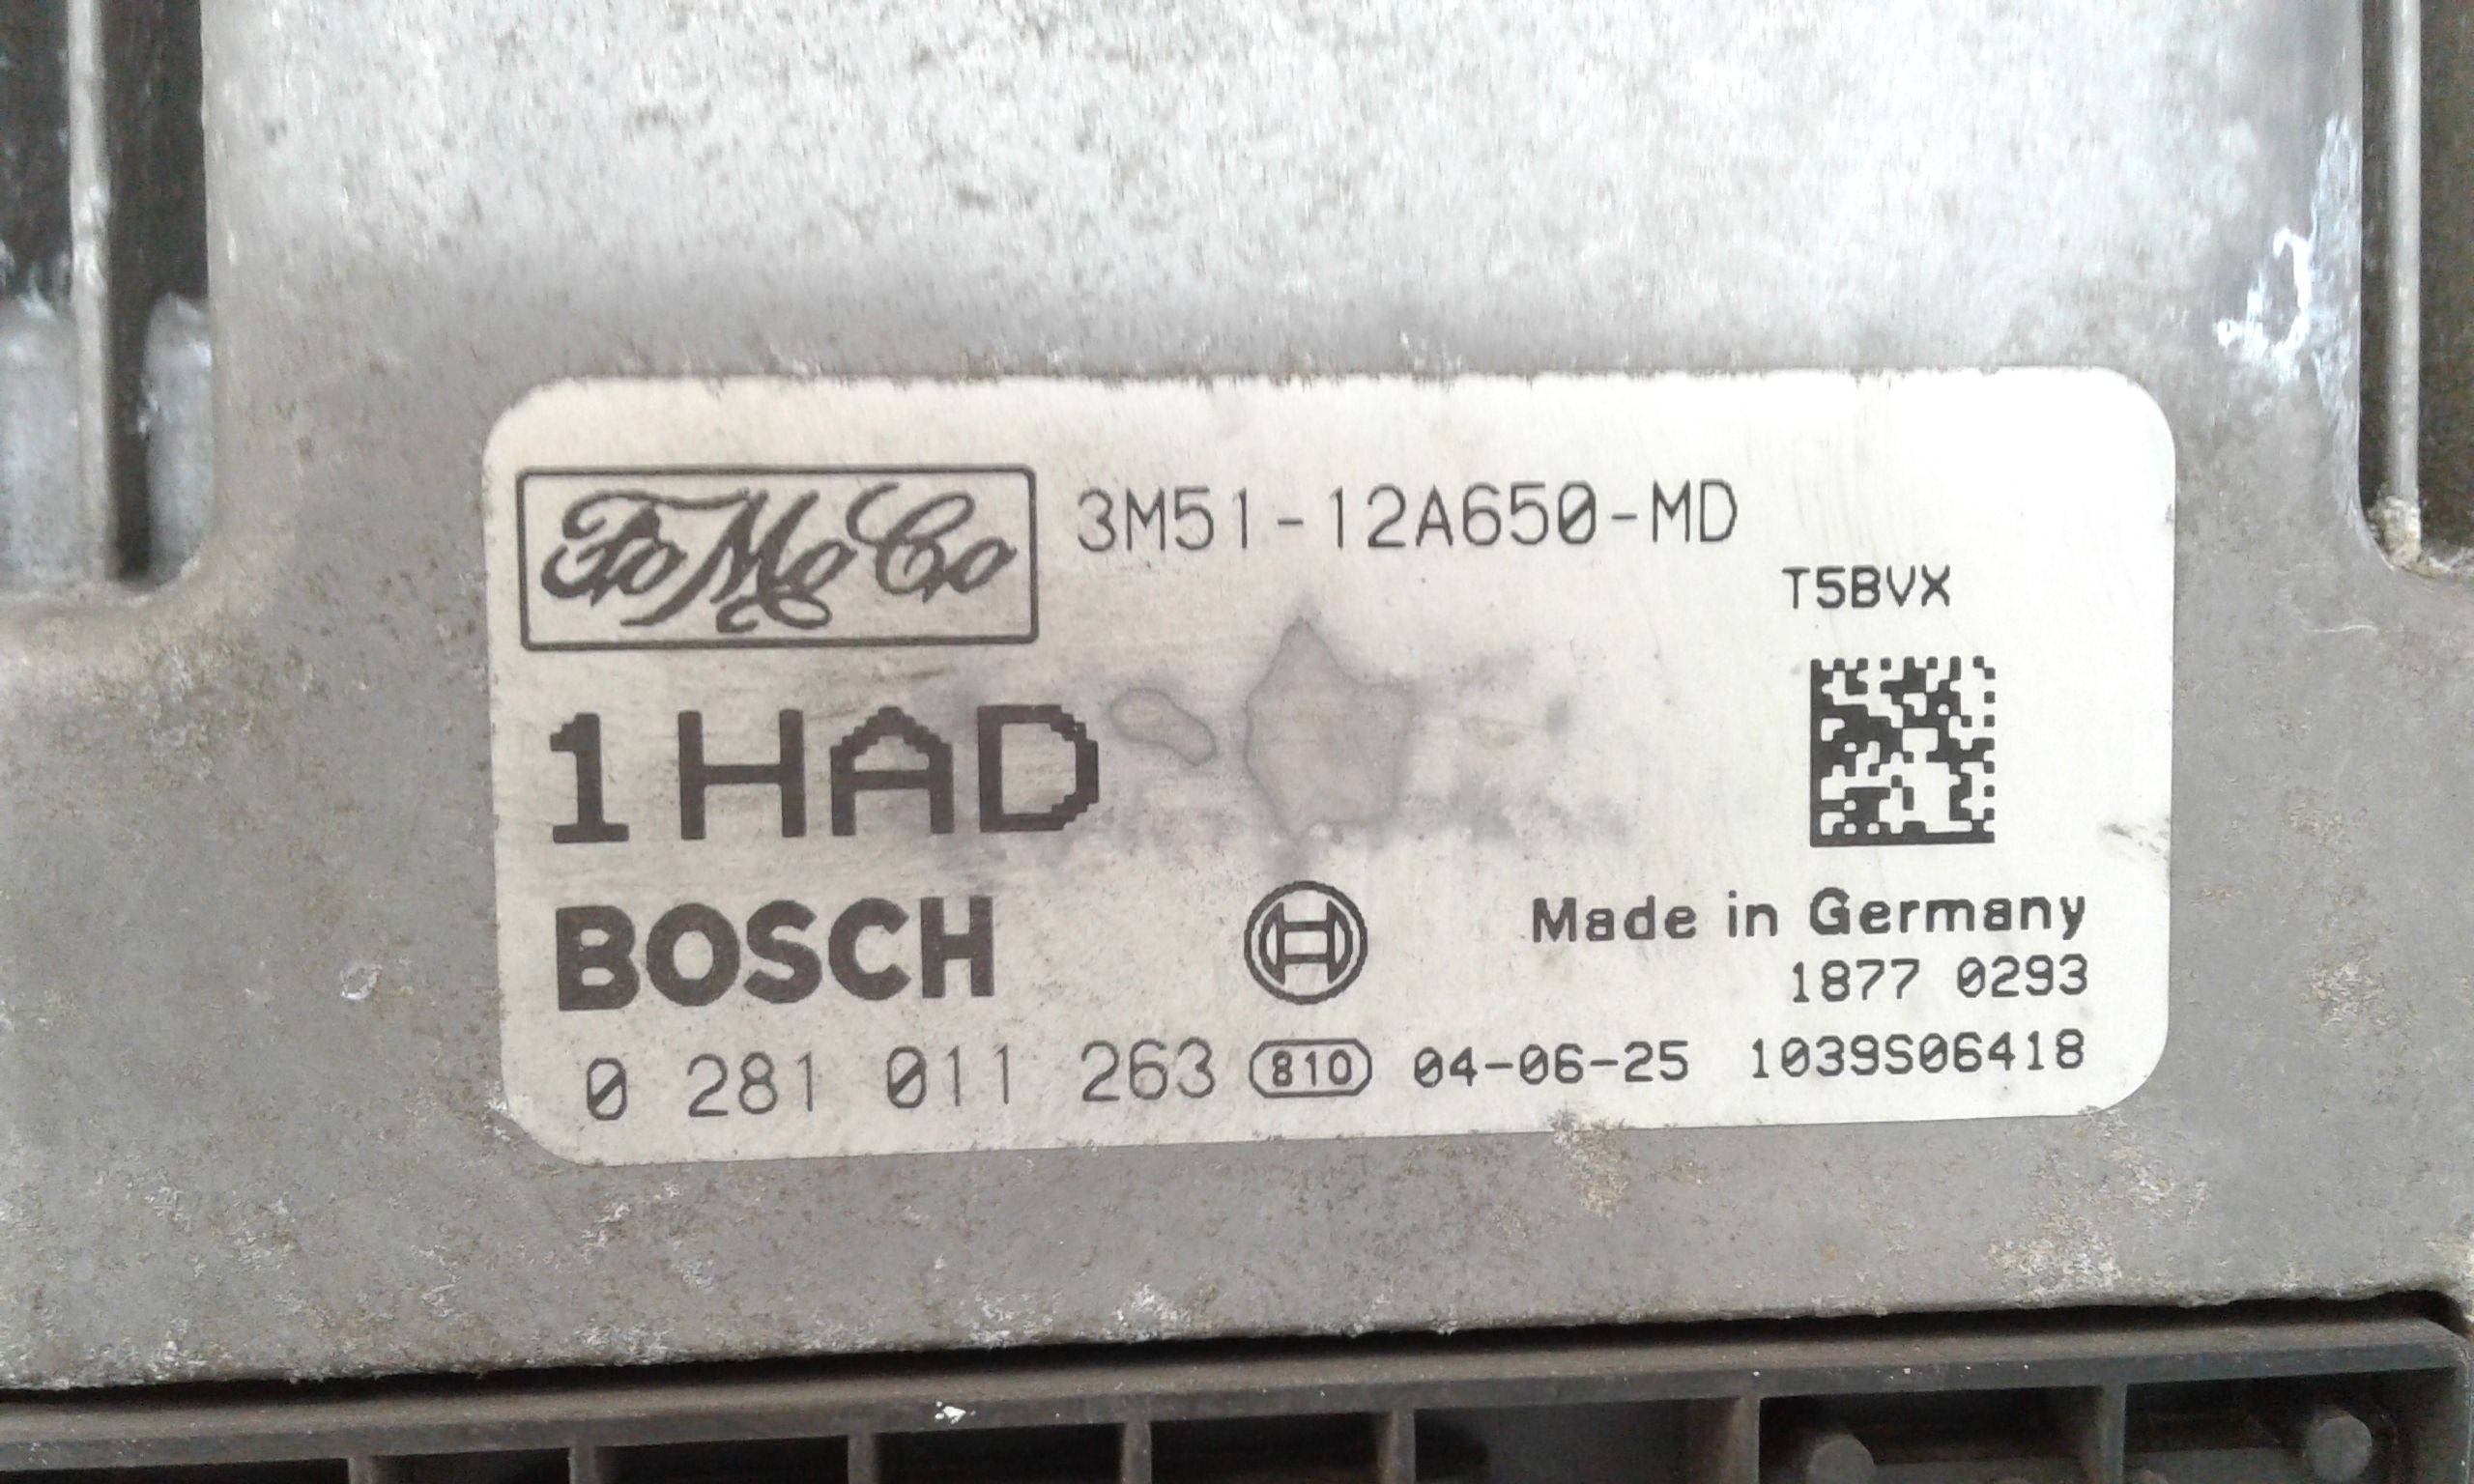 FoMoCo 3M51-12A650-MD
T5BVX
1HAD
BOSCH
Made in Germany
1877 0293
0 281 011 263 810 04-06-25 1039S06418